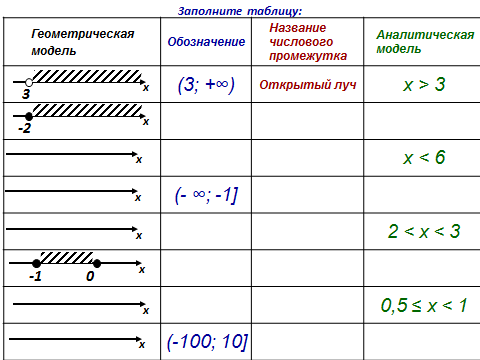 Заполните таблицу:
Геометрическая модель
Обозначение
Название числового промежутка
Аналитическая модель
3 x
(3; +∞)
Открытый луч
x > 3
-2 x
x
x < 6
x
(- ∞; -1]
x
2 < x < 3
-1 0 x
x
0,5 ≤ x < 1
x
(-100; 10]